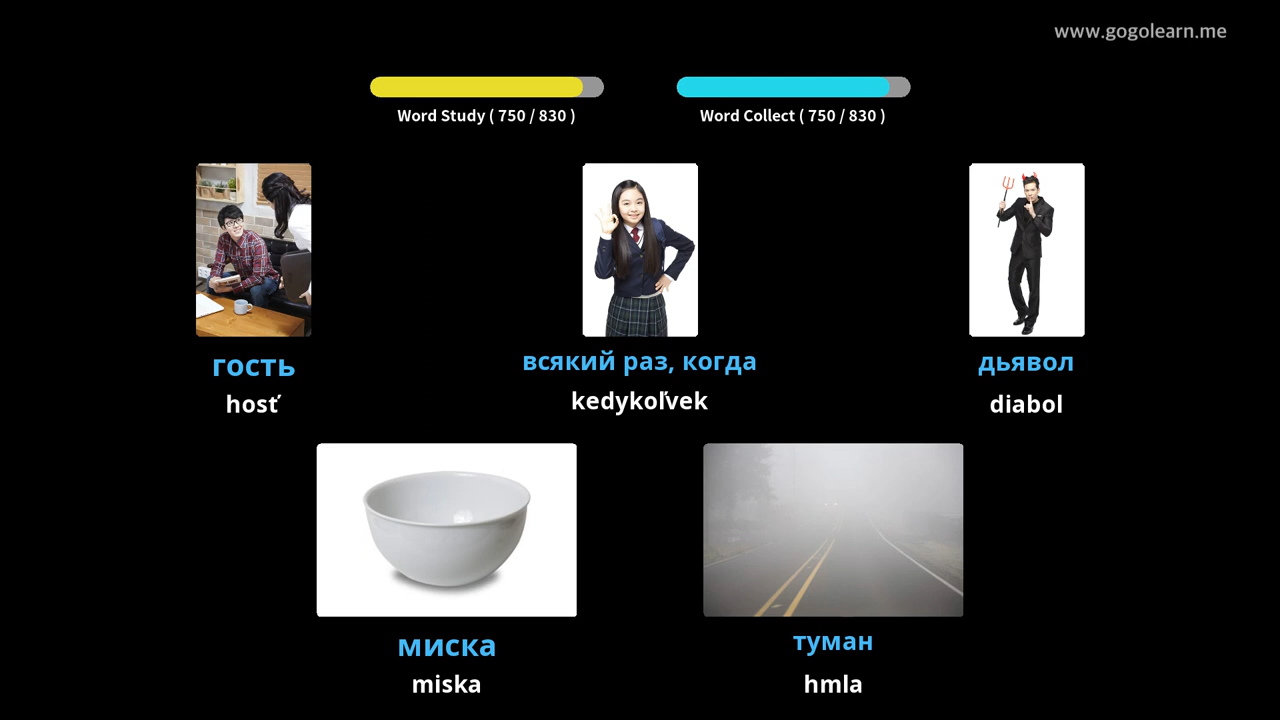 www.gogolearn.me
Word Study ( 750 / 830 )
Word Collect ( 750 / 830 )
гость
hosť
всякий раз, когда
kedykoľvek
дьявол
diabol
миска
miska
туман
hmla